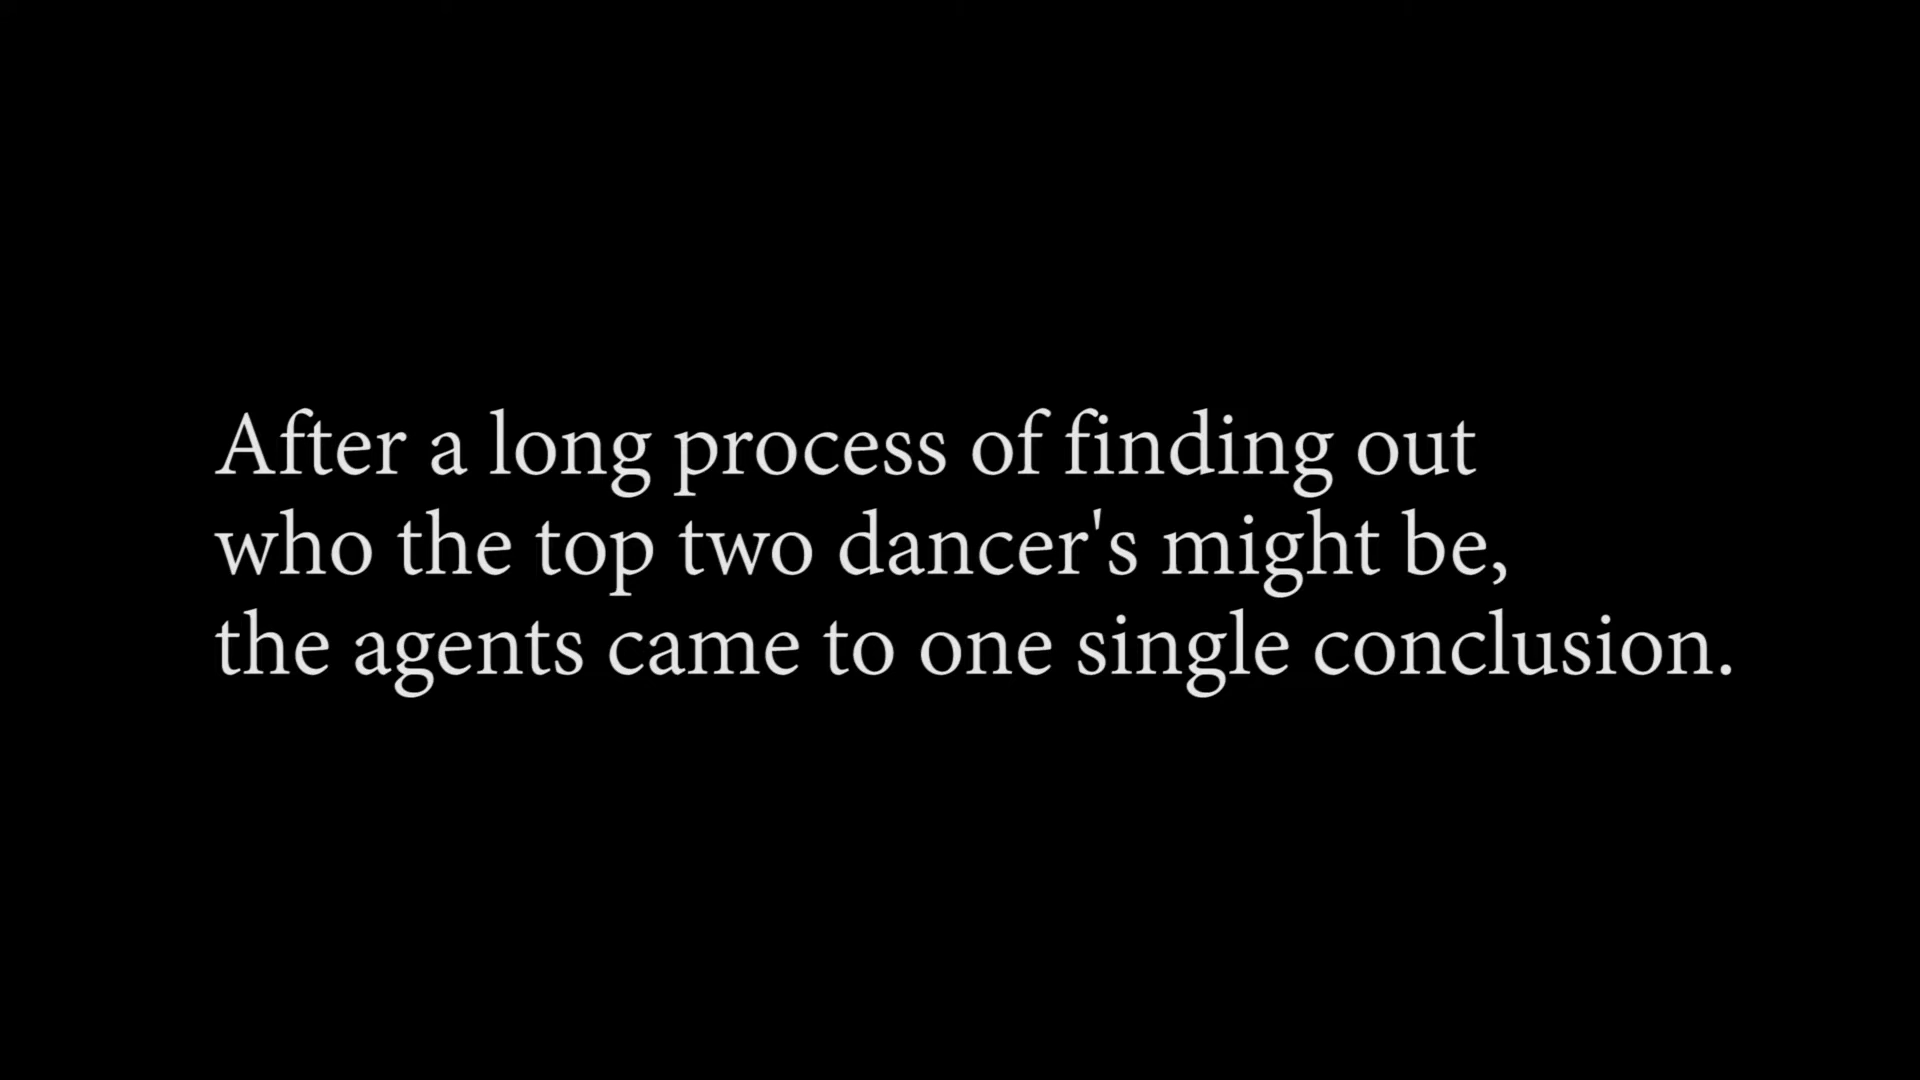 After a long process of finding out
who the top two dancer's might be,
the agents came to one single conclusion.